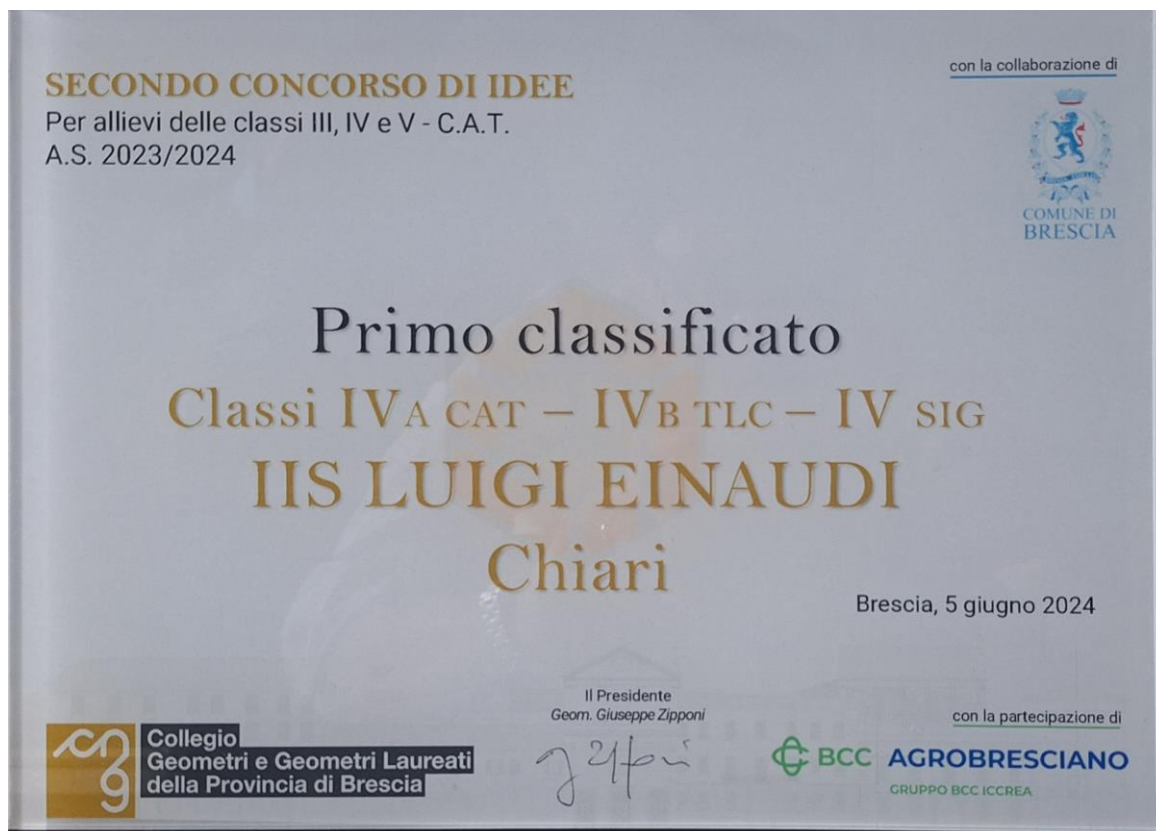 SECONDO CONCORSO DI IDEE
Per allievi delle classi III, IV e V - C.A.T.
A.S. 2023/2024
con la collaborazione di
COMUNE DI
BRESCIA
Primo classificato
Classi IVA CAT – IVB TLC – IV SIG
IIS LUIGI EINAUDI
Chiari
Brescia, 5 giugno 2024
Il Presidente
Geom. Giuseppe Zipponi
Collegio
Geometri e Geometri Laureati
della Provincia di Brescia
con la partecipazione di
BCC AGROBRESCIANO
GRUPPO BCC ICCREA